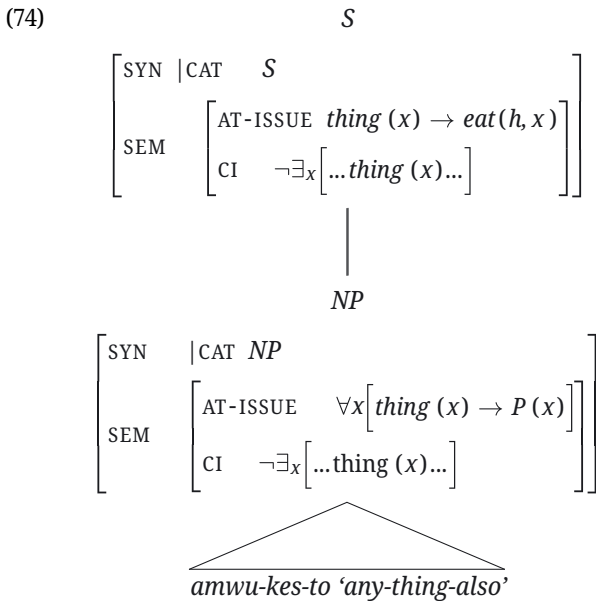 (74) S
SYN |CAT S
SEM
AT-ISSUE thing (x) → eat(h, x)
CI ¬∃x[...thing (x)...]
NP
SYN |CAT NP
SEM
AT-ISSUE ∀x[thing (x) → P (x)]
CI ¬∃x[...thing (x)...]
amwu-kes-to ‘any-thing-also’